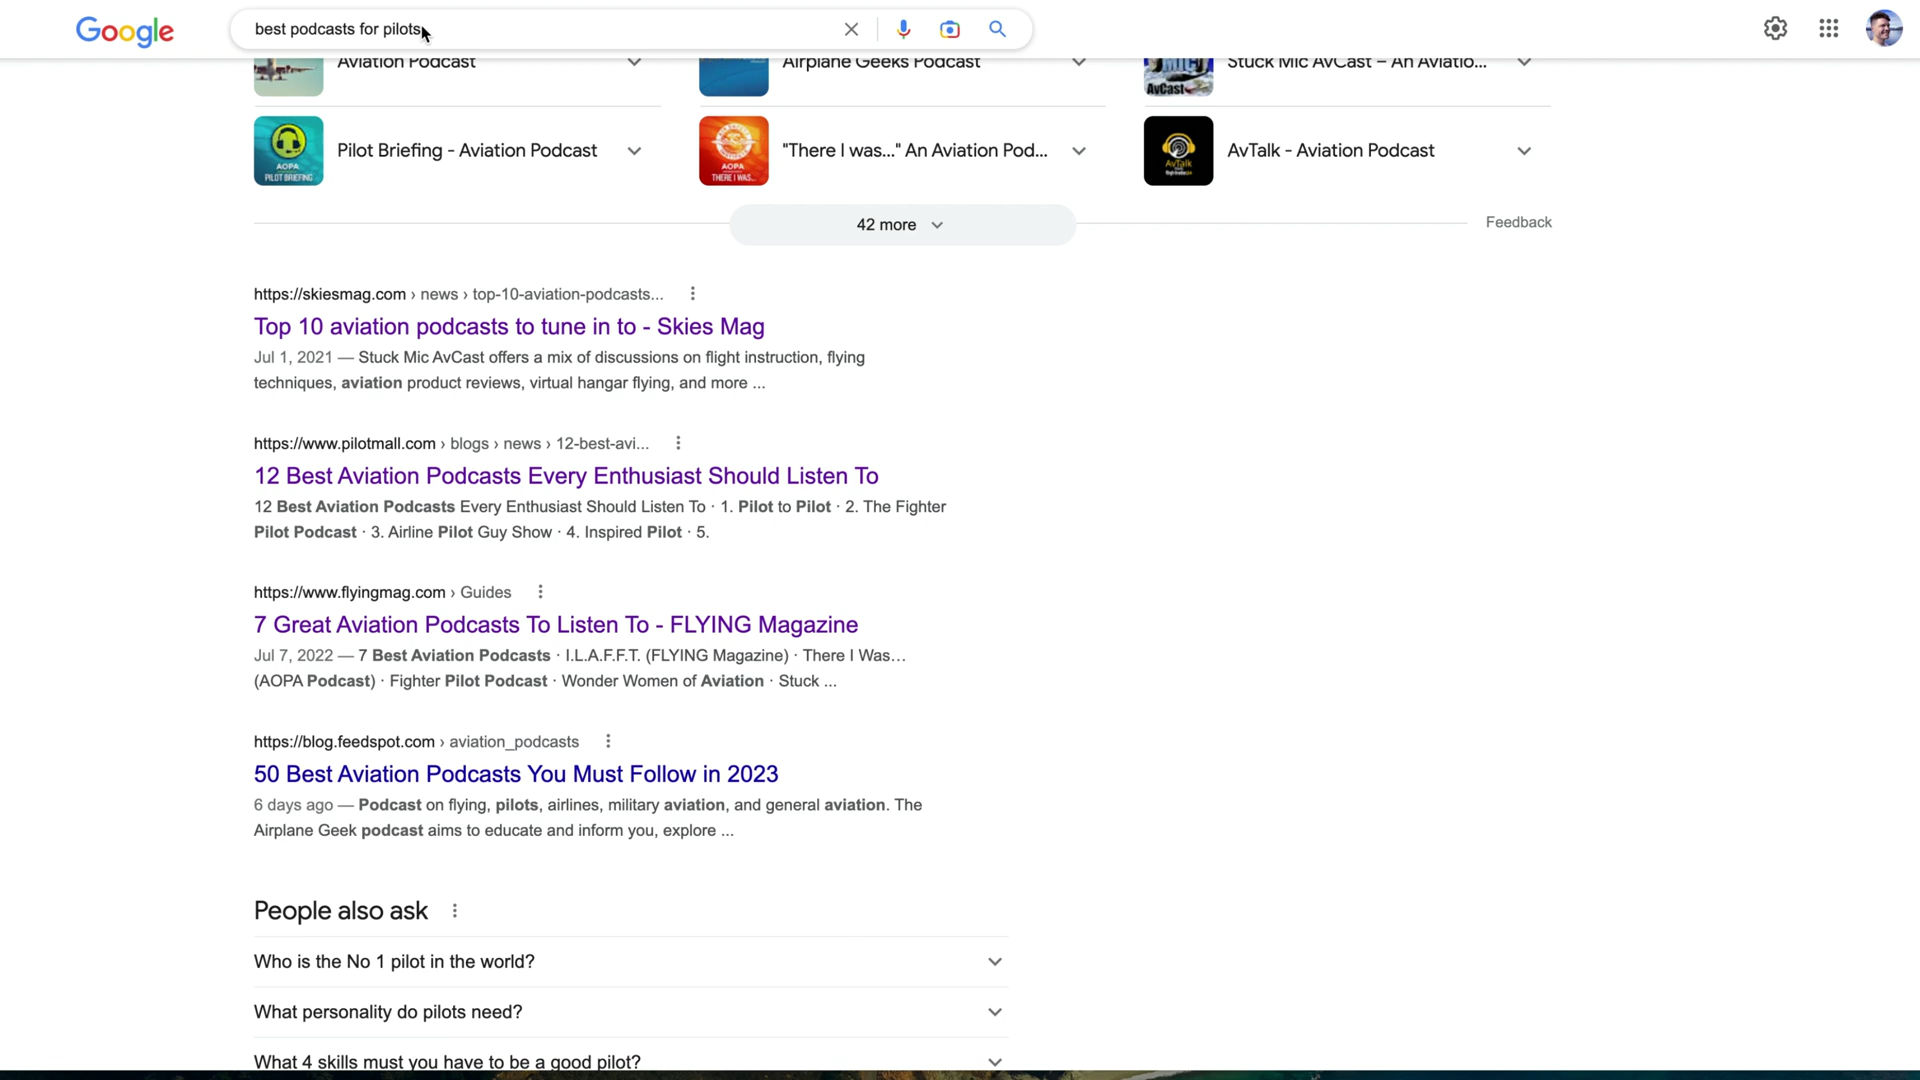 Google
best podcasts for pilots
Aviation Podcast
Airplane Geeks Podcast
Stuck Mic AvCast – An Aviatio...
AvCast
Pilot Briefing - Aviation Podcast
AOPA
PILOT BRIEFING
"There I was..." An Aviation Pod...
AOPA
THERE I WAS...
AvTalk - Aviation Podcast
AvTalk
42 more
Feedback
https://skiesmag.com › news › top-10-aviation-podcasts...
Top 10 aviation podcasts to tune in to - Skies Mag
Jul 1, 2021 — Stuck Mic AvCast offers a mix of discussions on flight instruction, flying
techniques, aviation product reviews, virtual hangar flying, and more ...
https://www.pilotmall.com › blogs › news › 12-best-avi...
12 Best Aviation Podcasts Every Enthusiast Should Listen To
12 Best Aviation Podcasts Every Enthusiast Should Listen To · 1. Pilot to Pilot · 2. The Fighter
Pilot Podcast · 3. Airline Pilot Guy Show · 4. Inspired Pilot · 5.
https://www.flyingmag.com › Guides
7 Great Aviation Podcasts To Listen To - FLYING Magazine
Jul 7, 2022 — 7 Best Aviation Podcasts · I.L.A.F.F.T. (FLYING Magazine) · There I Was…
(AOPA Podcast) · Fighter Pilot Podcast · Wonder Women of Aviation · Stuck ...
https://blog.feedspot.com › aviation_podcasts
50 Best Aviation Podcasts You Must Follow in 2023
6 days ago — Podcast on flying, pilots, airlines, military aviation, and general aviation. The
Airplane Geek podcast aims to educate and inform you, explore ...
People also ask
Who is the No 1 pilot in the world?
What personality do pilots need?
What 4 skills must you have to be a good pilot?